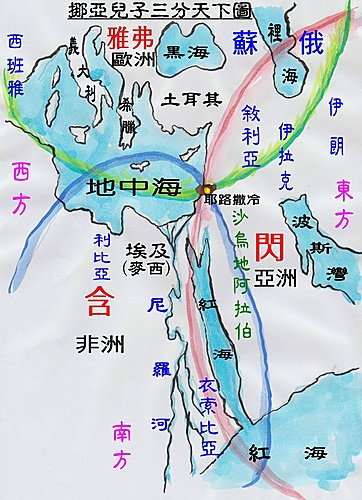 挪亞兒子三分天下圖
西班雅
義大利
雅弗
歐洲
黑海
蘇俄
裡海
希臘
土耳其
敘利亞
伊拉克
伊朗
西方
東方
地中海
耶路撒冷
利比亞
埃及
(麥西)
沙烏地阿拉伯
閃
亞洲
波斯灣
含
非洲
尼羅河
紅海
衣索比亞
南方
紅海